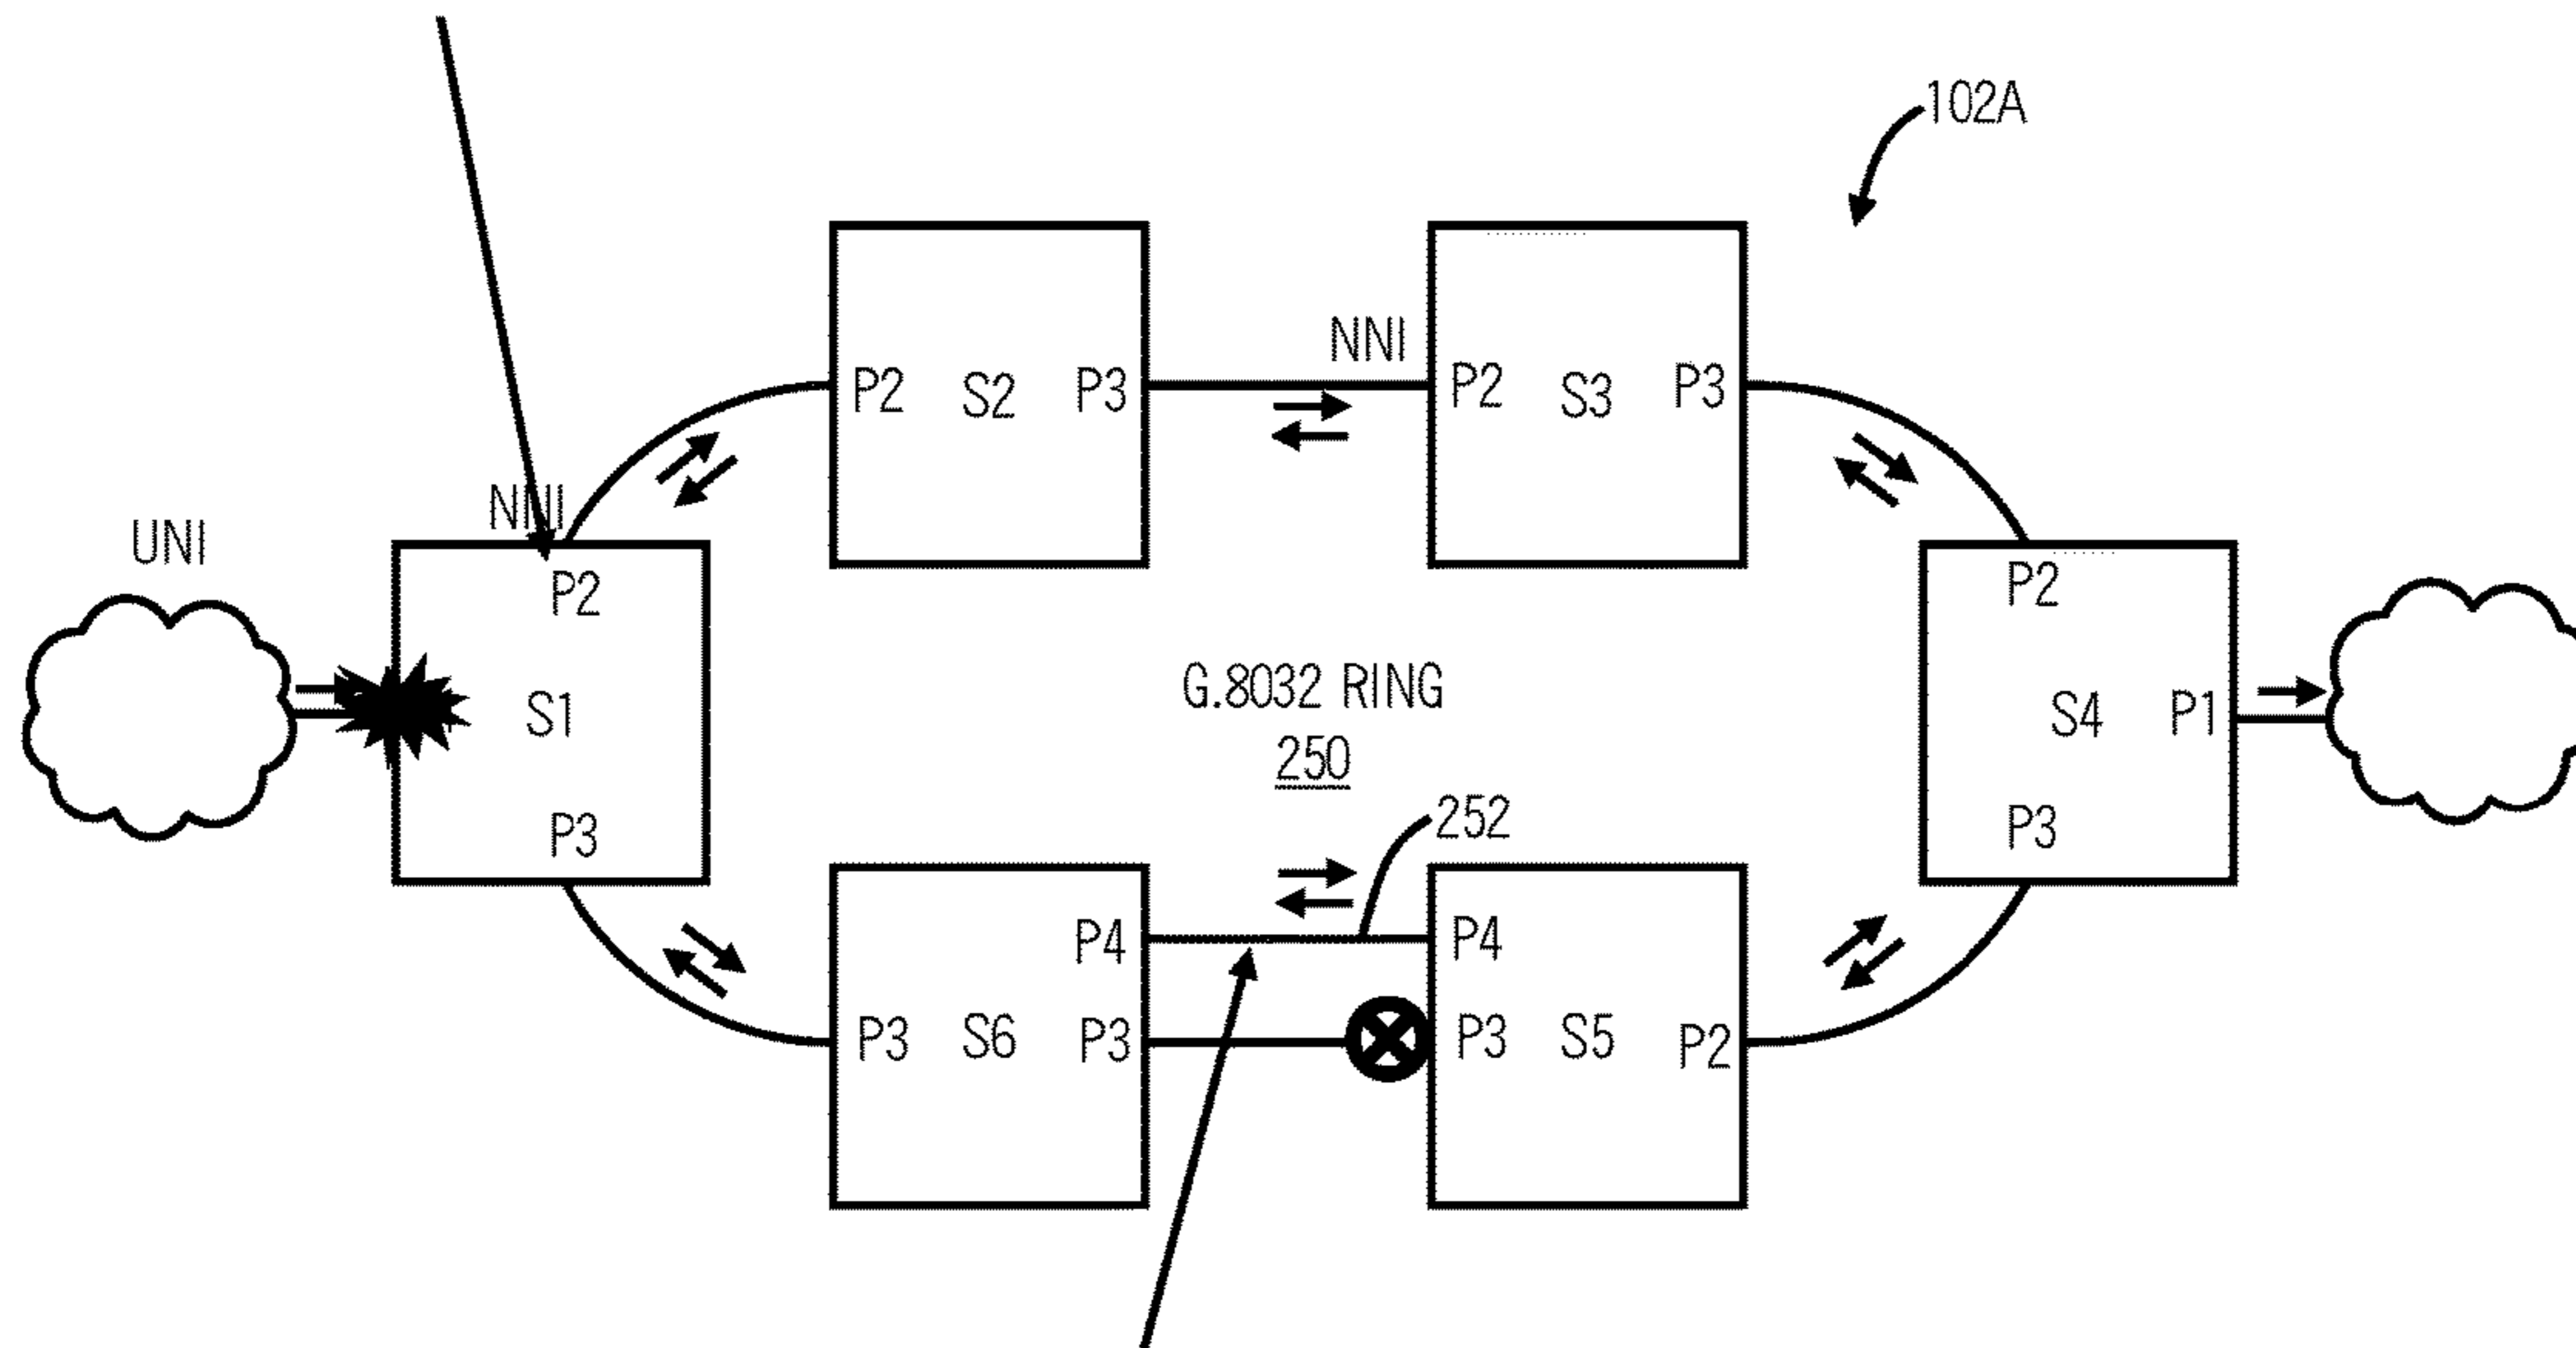 102A
P2 S2 P3
NNI
P2 S3 P3
NNI
UNI
P2
S1
P3
G.8032 RING
250
P2
S4 P1
P3
252
P4
P3 S6 P3
P4
P3 S5 P2